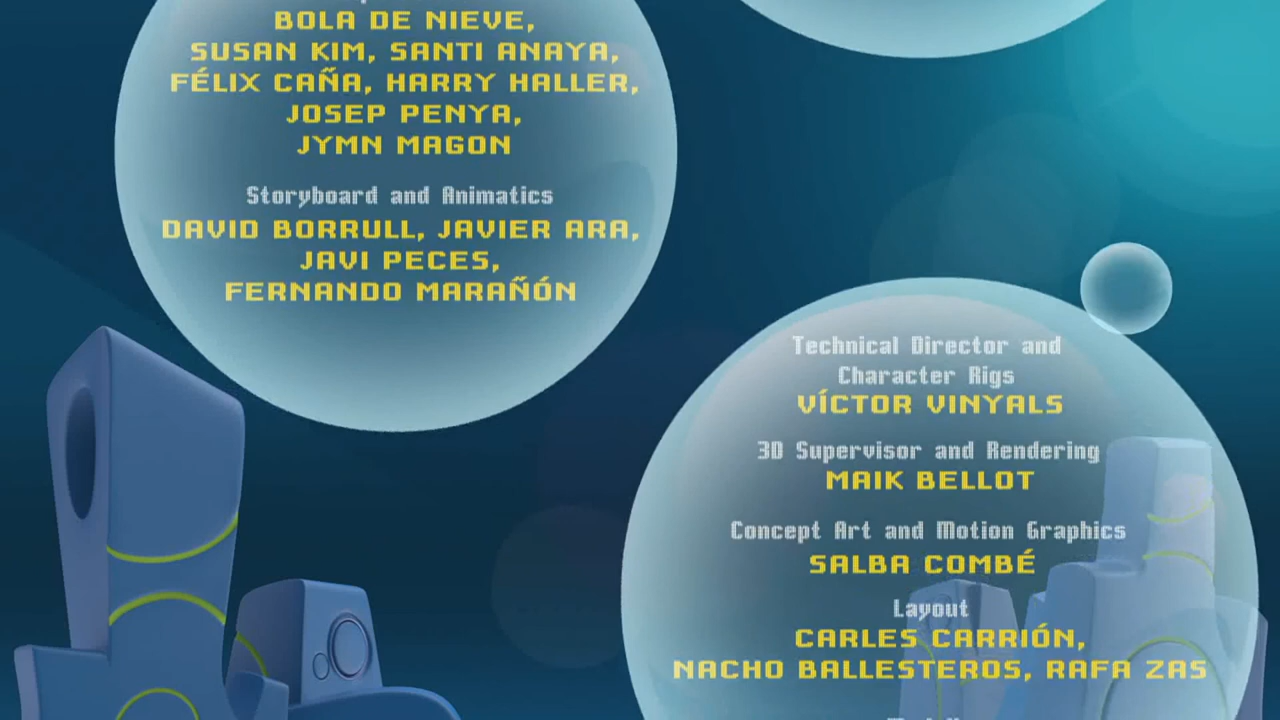 BOLA DE NIEVE,
SUSAN KIM, SANTI ANAYA,
FÉLIX CAÑA, HARRY HALLER,
JOSEP PENYA,
JYMN MAGON
Storyboard and Animatics
DAVID BORRULL, JAVIER ARA,
JAVI PECES,
FERNANDO MARAÑÓN
Technical Director and
Character Rigs
VÍCTOR VINYALS
3D Supervisor and Rendering
MAIK BELLOT
Concept Art and Motion Graphics
SALBA COMBÉ
Layout
CARLES CARRIÓN,
NACHO BALLESTEROS, RAFA ZAS